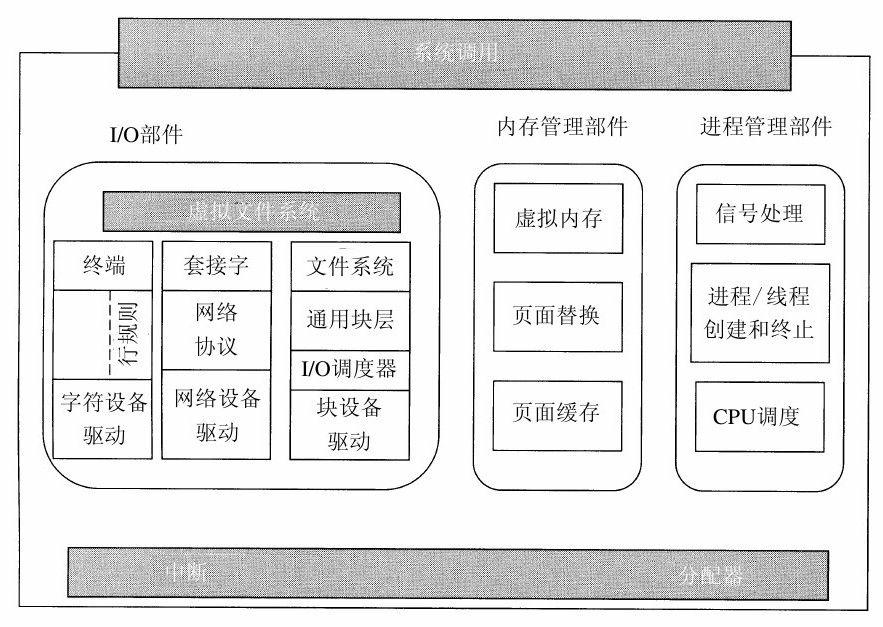 系统调用
I/O部件
内存管理部件
进程管理部件
虚拟文件系统
终端
行规则
字符设备
驱动
套接字
网络
协议
网络设备
驱动
文件系统
通用块层
I/O调度器
块设备
驱动
虚拟内存
页面替换
页面缓存
信号处理
进程/线程
创建和终止
CPU调度
中断
分配器